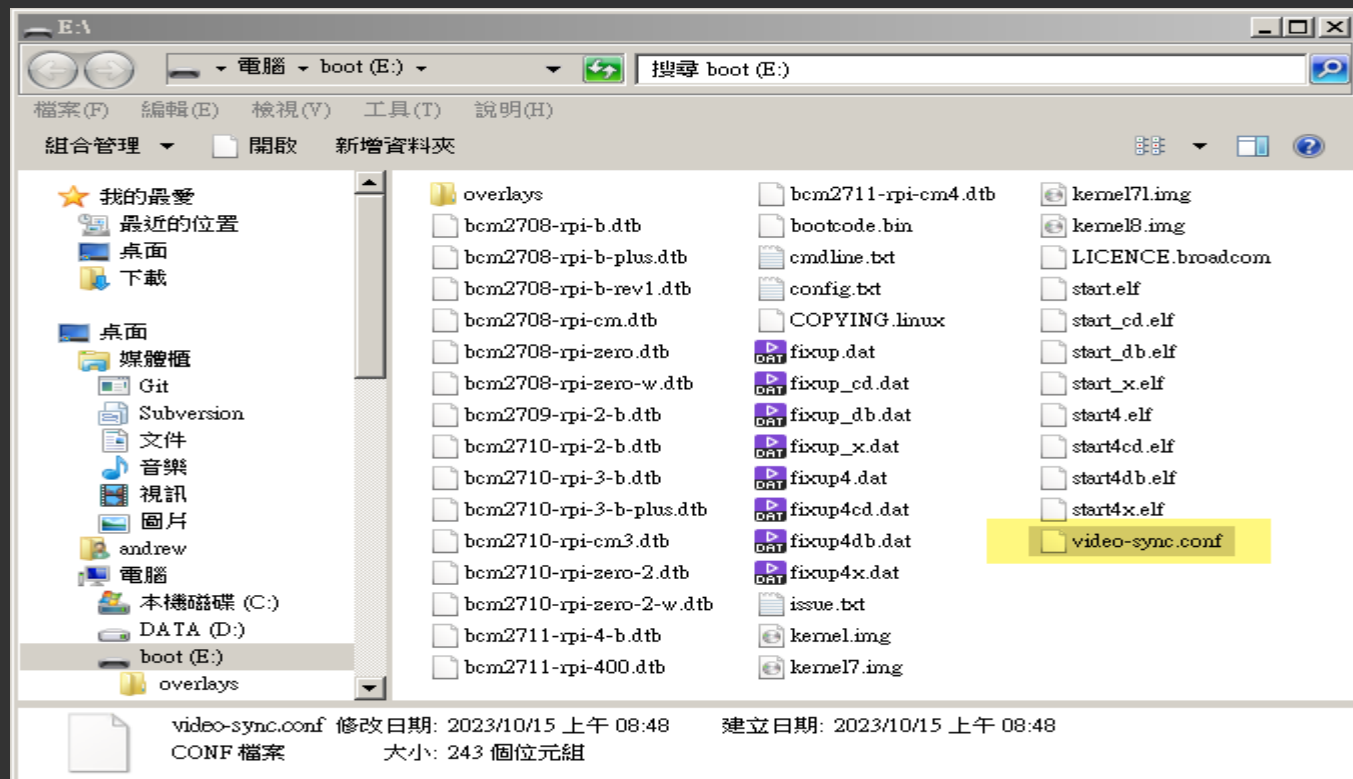 E:\
電腦 boot (E:)
搜尋 boot (E:)
檔案(F) 編輯(E) 檢視(V) 工具(T) 說明(H)
組合管理 開啟 新增資料夾
我的最愛
最近的位置
桌面
下載
桌面
媒體櫃
Git
Subversion
文件
音樂
視訊
圖片
andrew
電腦
本機磁碟 (C:)
DATA (D:)
boot (E:)
overlays
overlays
bcm2708-rpi-b.dtb
bcm2708-rpi-b-plus.dtb
bcm2708-rpi-b-rev1.dtb
bcm2708-rpi-cm.dtb
bcm2708-rpi-zero.dtb
bcm2708-rpi-zero-w.dtb
bcm2709-rpi-2-b.dtb
bcm2710-rpi-2-b.dtb
bcm2710-rpi-3-b.dtb
bcm2710-rpi-3-b-plus.dtb
bcm2710-rpi-cm3.dtb
bcm2710-rpi-zero-2.dtb
bcm2710-rpi-zero-2-w.dtb
bcm2711-rpi-4-b.dtb
bcm2711-rpi-400.dtb
bcm2711-rpi-cm4.dtb
bootcode.bin
cmdline.txt
config.txt
COPYING.linux
DAT fixup.dat
DAT fixup_cd.dat
DAT fixup_db.dat
DAT fixup_x.dat
DAT fixup4.dat
DAT fixup4cd.dat
DAT fixup4db.dat
DAT fixup4x.dat
issue.txt
kernel.img
kernel7.img
kernel7l.img
kernel8.img
LICENCE.broadcom
start.elf
start_cd.elf
start_db.elf
start_x.elf
start4.elf
start4cd.elf
start4db.elf
start4x.elf
video-sync.conf
video-sync.conf 修改日期: 2023/10/15 上午 08:48 建立日期: 2023/10/15 上午 08:48
CONF 檔案 大小: 243 個位元組